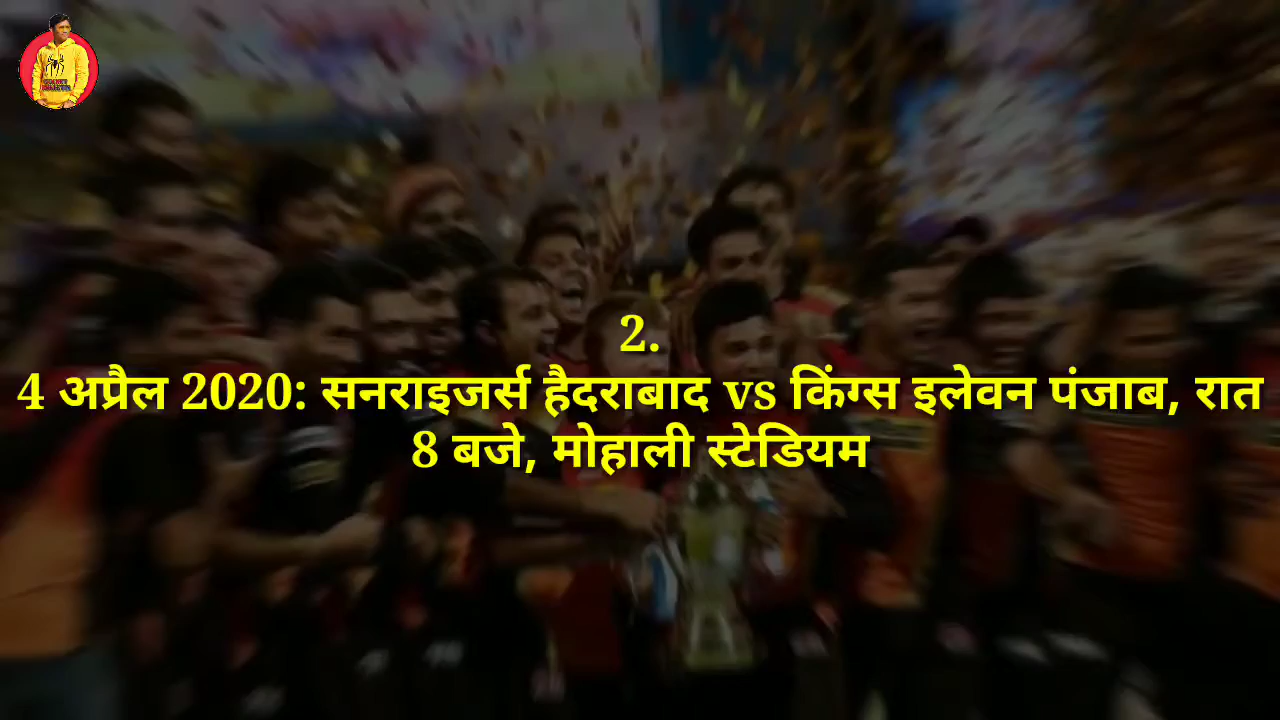 2.
4 अप्रैल 2020: सनराइजर्स हैदराबाद vs किंग्स इलेवन पंजाब, रात
8 बजे, मोहाली स्टेडियम